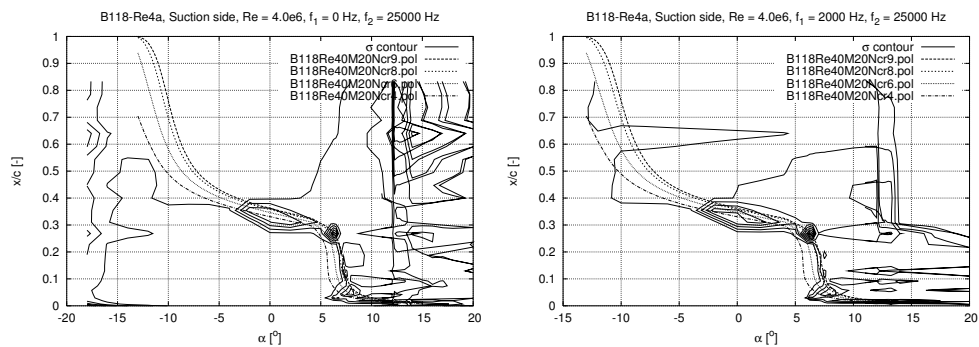 B118-Re4a, Suction side, Re = 4.0e6, f1 = 0 Hz, f2 = 25000 Hz
σ contour
B118Re40M20Ncr9.pol
B118Re40M20Ncr8.pol
B118Re40M20Ncr6.pol
B118Re40M20Ncr4.pol
x/c [-]
1
0.9
0.8
0.7
0.6
0.5
0.4
0.3
0.2
0.1
0
-20 -15 -10 -5 0 5 10 15 20
α [°]
B118-Re4a, Suction side, Re = 4.0e6, f1 = 2000 Hz, f2 = 25000 Hz
σ contour
B118Re40M20Ncr9.pol
B118Re40M20Ncr8.pol
B118Re40M20Ncr6.pol
B118Re40M20Ncr4.pol
x/c [-]
1
0.9
0.8
0.7
0.6
0.5
0.4
0.3
0.2
0.1
0
-15 -10 -5 0 5 10 15 20
α [°]